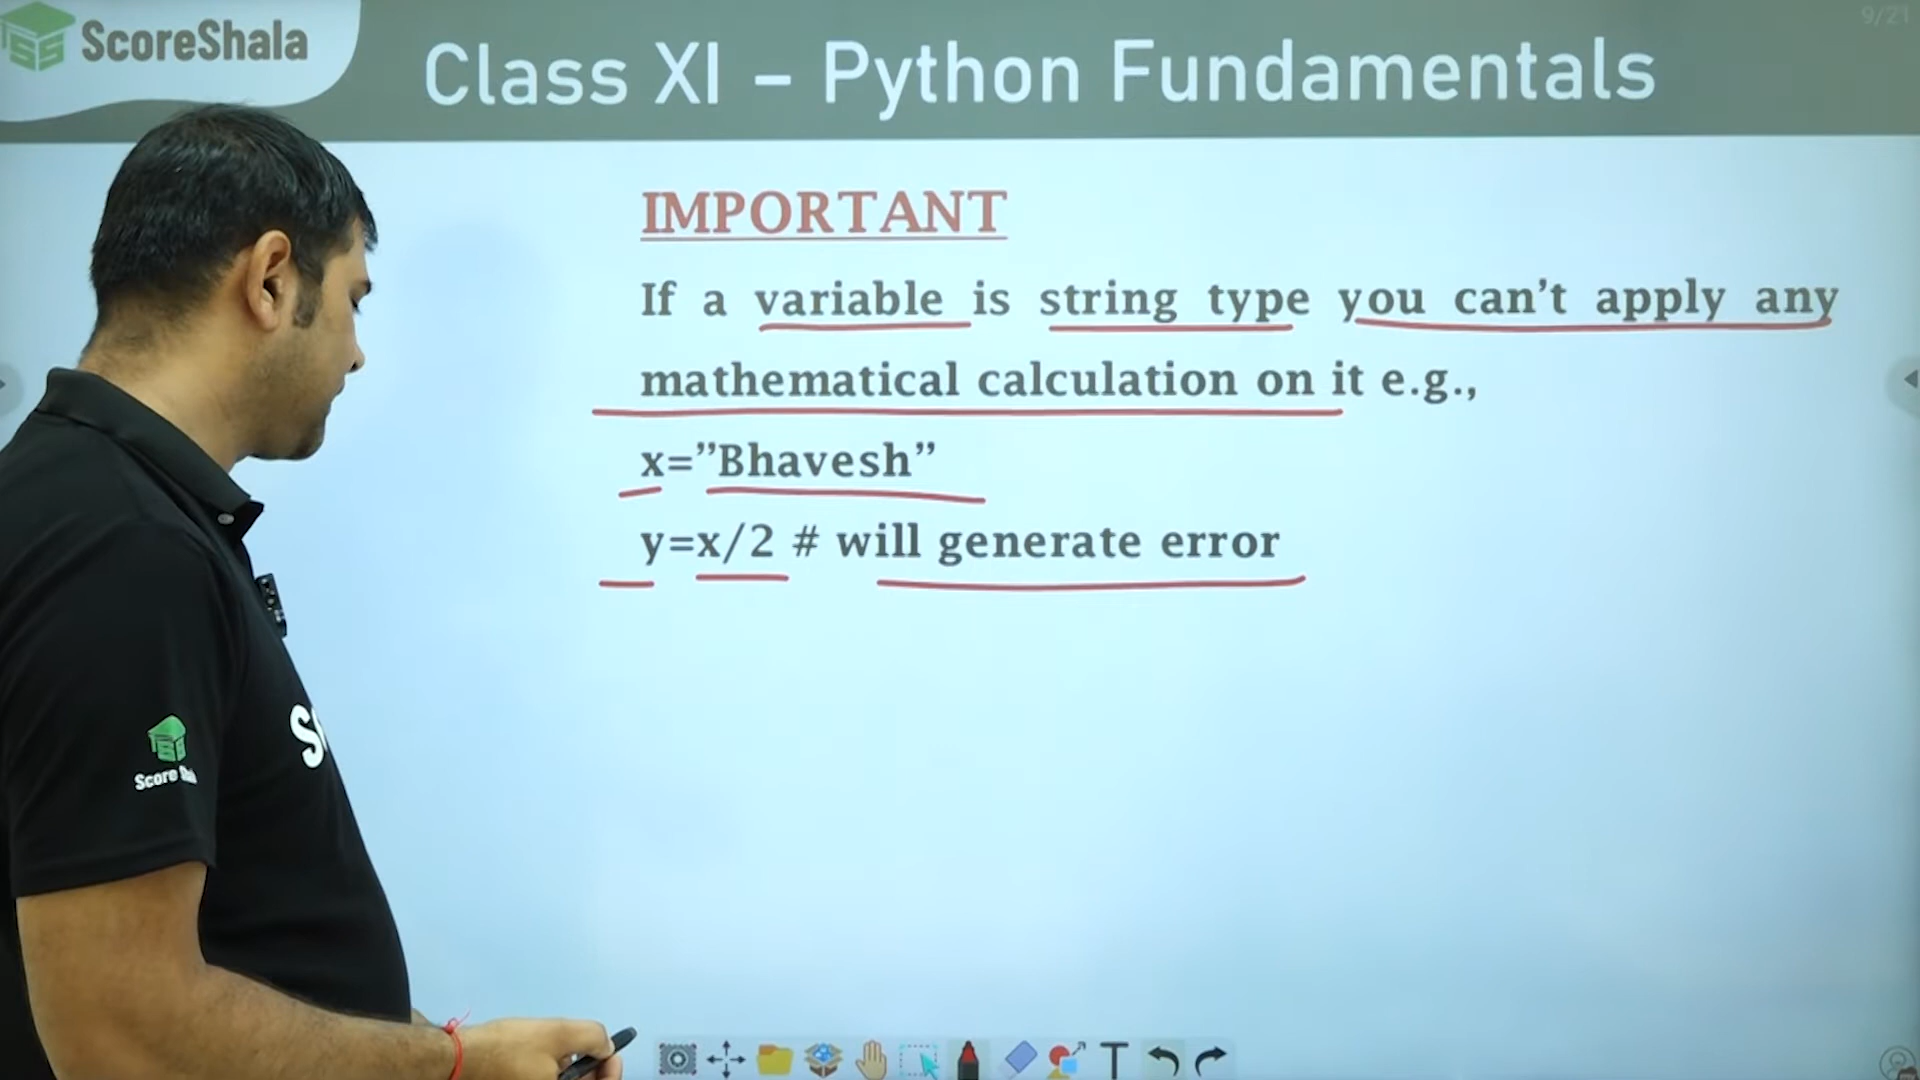 ScoreShala
Class XI – Python Fundamentals
9/21
IMPORTANT
If a variable is string type you can't apply any
mathematical calculation on it e.g.,
x=”Bhavesh”
y=x/2 # will generate error
Score
T